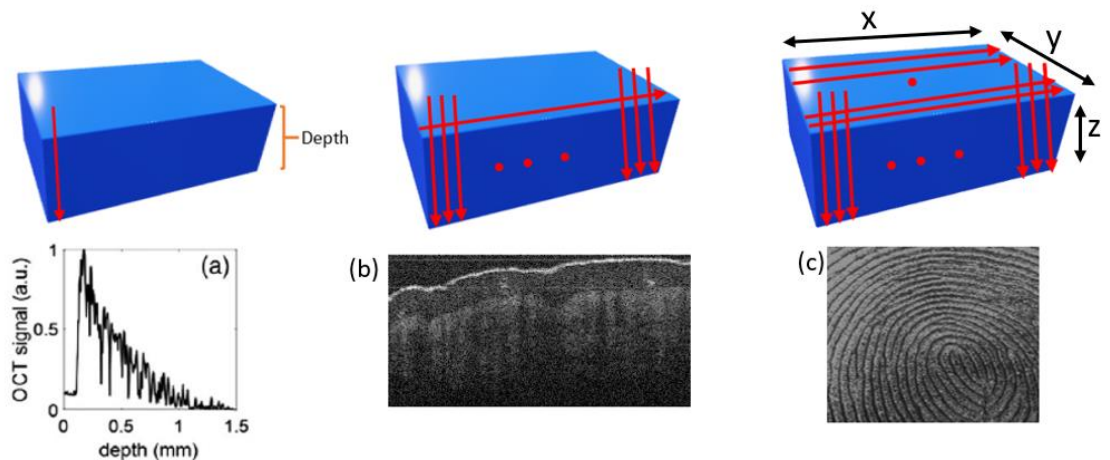 x
y
Depth
z
(a)
1
0.5
0
OCT signal (a.u.)
0
0.5
1
1.5
depth (mm)
(b)
(c)